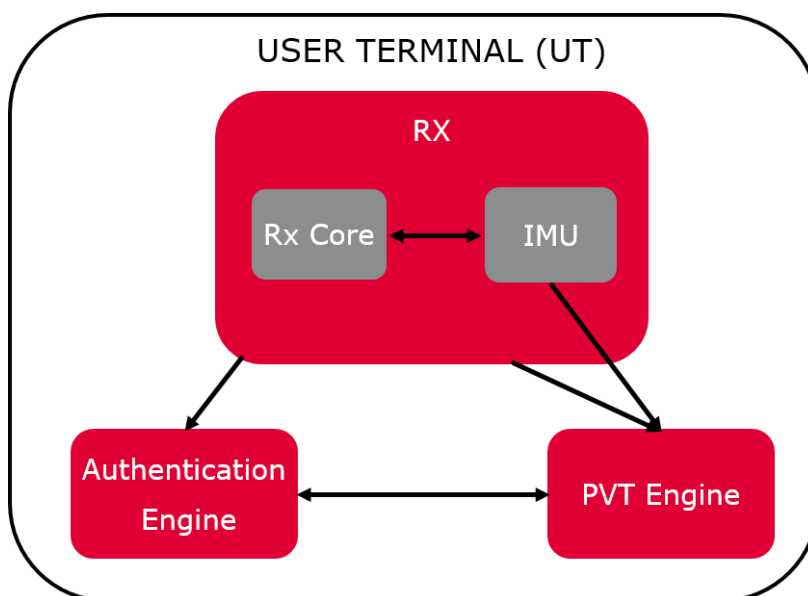 USER TERMINAL (UT)
RX
Rx Core
IMU
Authentication
Engine
PVT Engine